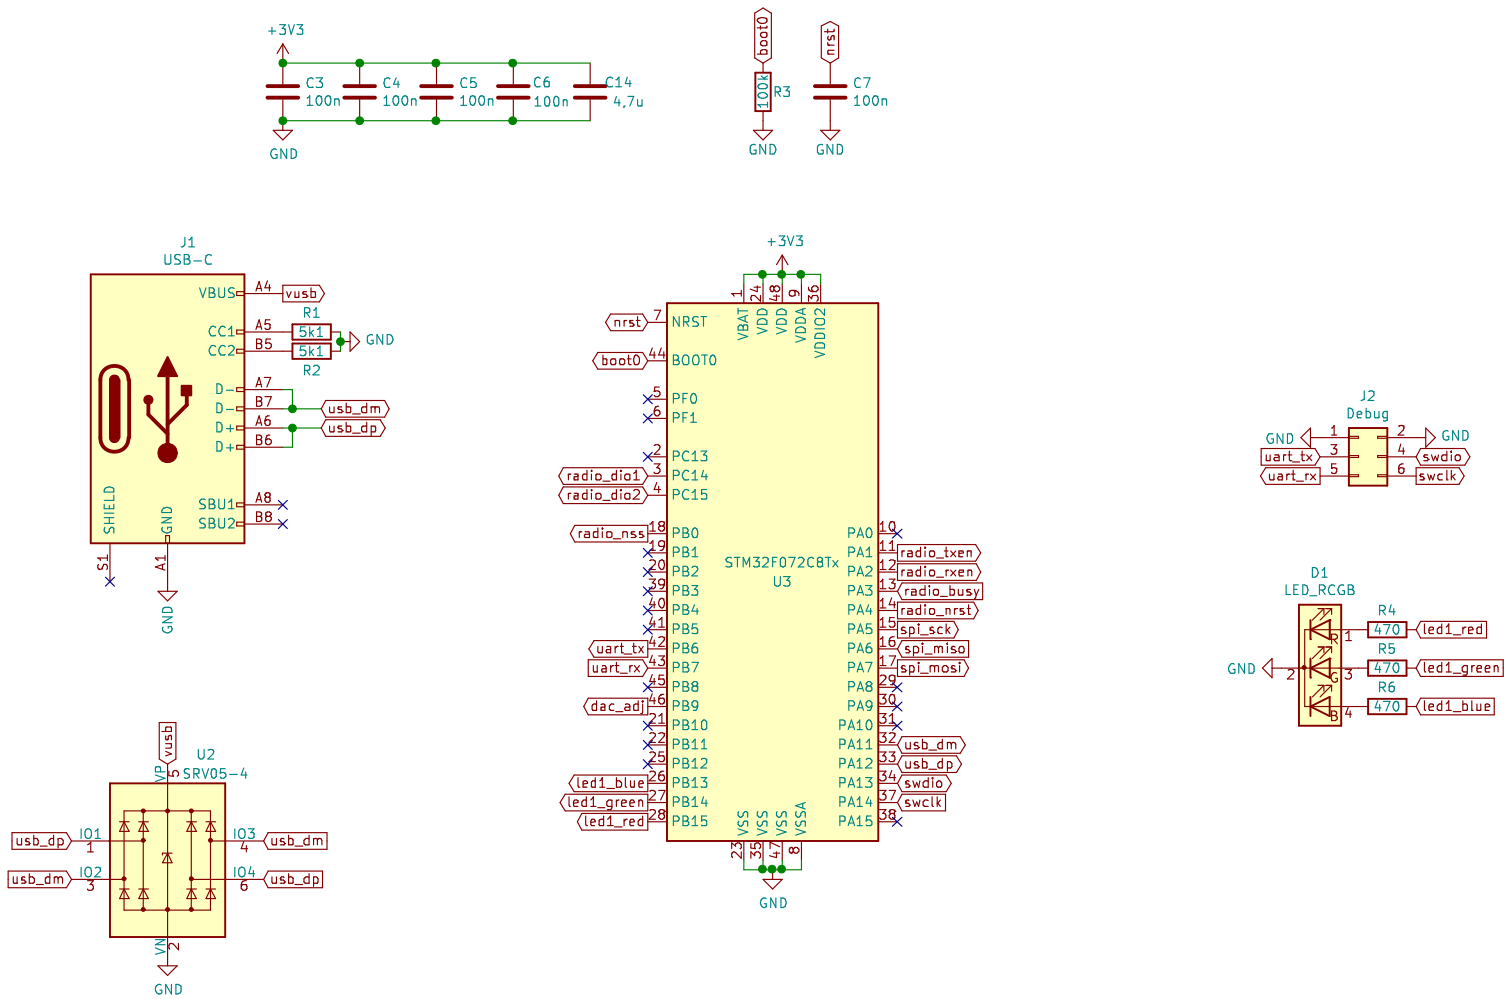 +3V3
C3
100n
C4
100n
C5
100n
C6
100n
C14
4,7u
GND
boot0
R3
100k
GND
nrst
C7
100n
GND
J1
USB-C
VBUS A4 vusb
CC1 A5 R1 5k1
CC2 B5 5k1 R2
GND
D- A7
D- B7 usb_dm
D+ A6 usb_dp
D+ B6
SBU1 A8
SBU2 B8
SHIELD
GND
S1
A1
GND
+3V3
1 24 48 9 36
VBAT VDD VDD VDDA VDDIO2
nrst 7 NRST
boot0 44 BOOT0
5 PF0
6 PF1
2 PC13
radio_dio1 3 PC14
radio_dio2 4 PC15
radio_nss 18 PB0
19 PB1
20 PB2
39 PB3
40 PB4
41 PB5
uart_tx 42 PB6
uart_rx 43 PB7
45 PB8
dac_adj 46 PB9
21 PB10
22 PB11
25 PB12
led1_blue 26 PB13
led1_green 27 PB14
led1_red 28 PB15
STM32F072C8Tx
U3
PA0 10
PA1 11 radio_txen
PA2 12 radio_rxen
PA3 13 radio_busy
PA4 14 radio_nrst
PA5 15 spi_sck
PA6 16 spi_miso
PA7 17 spi_mosi
PA8 29
PA9 30
PA10 31
PA11 32 usb_dm
PA12 33 usb_dp
PA13 34 swdio
PA14 37 swclk
PA15 38
VSS VSS VSS VSSA
23 35 47 8
GND
J2
Debug
GND 1 2 GND
uart_tx 3 4 swdio
uart_rx 5 6 swclk
D1
LED_RCGB
R4
R 1 470 led1_red
R5
GND 2 G 3 470 led1_green
R6
B 4 470 led1_blue
vusb
U2
SRV05-4
VP 5
usb_dp IO1 1
IO3 4 usb_dm
usb_dm IO2 3
IO4 6 usb_dp
VN 2
GND